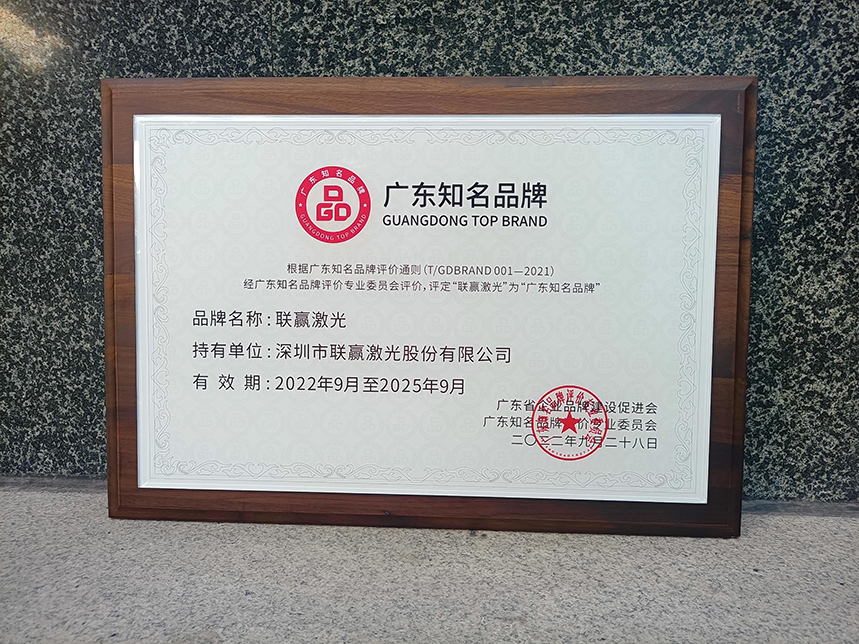 广东知名品牌
GD
GUANGDONG TOP BRAND
广东知名品牌
GUANGDONG TOP BRAND
根据广东知名品牌评价通则(T/GDBRAND 001—2021)
经广东知名品牌评价专业委员会评价,评定“联赢激光”为“广东知名品牌”
品牌名称:联赢激光
持有单位:深圳市联赢激光股份有限公司
有效期:2022年9月至2025年9月
广东省企业品牌建设促进会
广东知名品牌评价专业委员会
二〇二二年九月二十八日